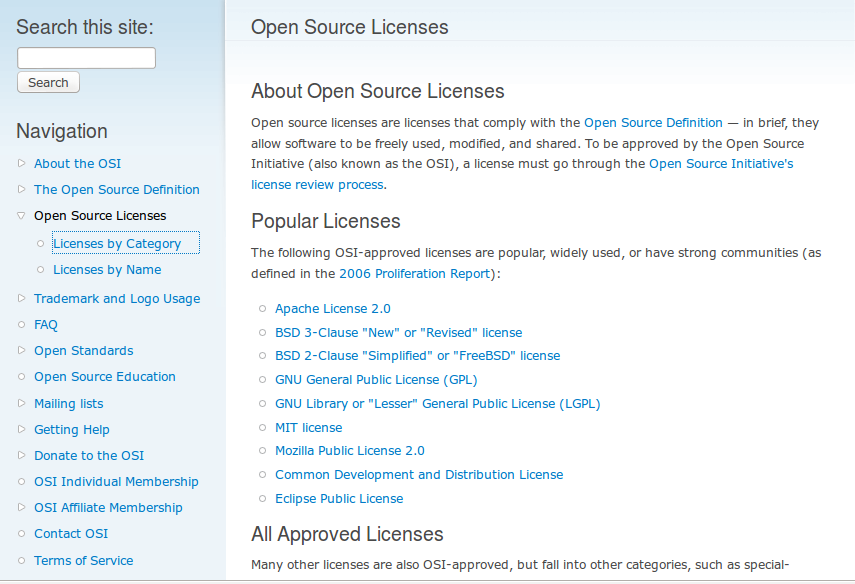 Search this site:
Search
Navigation
About the OSI
The Open Source Definition
Open Source Licenses
Licenses by Category
Licenses by Name
Trademark and Logo Usage
FAQ
Open Standards
Open Source Education
Mailing lists
Getting Help
Donate to the OSI
OSI Individual Membership
OSI Affiliate Membership
Contact OSI
Terms of Service
Open Source Licenses
About Open Source Licenses
Open source licenses are licenses that comply with the Open Source Definition — in brief, they
allow software to be freely used, modified, and shared. To be approved by the Open Source
Initiative (also known as the OSI), a license must go through the Open Source Initiative's
license review process.
Popular Licenses
The following OSI-approved licenses are popular, widely used, or have strong communities (as
defined in the 2006 Proliferation Report):
Apache License 2.0
BSD 3-Clause "New" or "Revised" license
BSD 2-Clause "Simplified" or "FreeBSD" license
GNU General Public License (GPL)
GNU Library or "Lesser" General Public License (LGPL)
MIT license
Mozilla Public License 2.0
Common Development and Distribution License
Eclipse Public License
All Approved Licenses
Many other licenses are also OSI-approved, but fall into other categories, such as special-